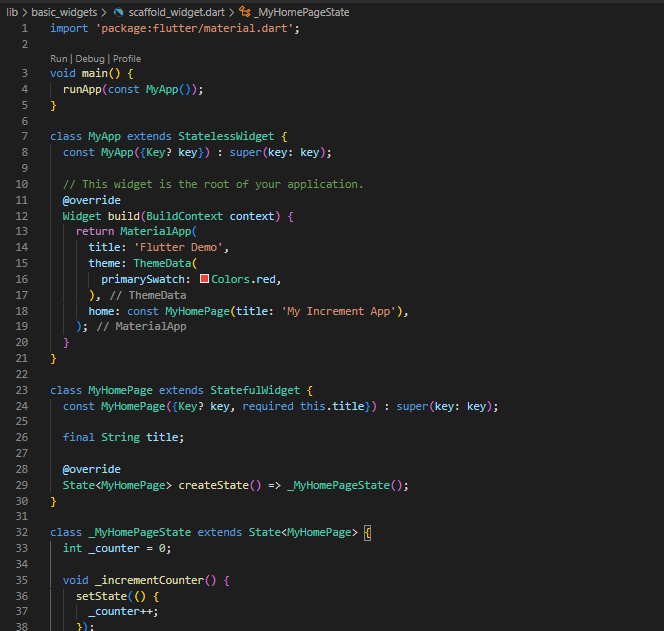 lib > basic_widgets > scaffold_widget.dart > _MyHomePageState
1 import 'package:flutter/material.dart';
2
Run | Debug | Profile
3 void main() {
4   runApp(const MyApp());
5 }
6
7 class MyApp extends StatelessWidget {
8   const MyApp({Key? key}) : super(key: key);
9
10   // This widget is the root of your application.
11   @override
12   Widget build(BuildContext context) {
13     return MaterialApp(
14       title: 'Flutter Demo',
15       theme: ThemeData(
16         primarySwatch: Colors.red,
17       ), // ThemeData
18       home: const MyHomePage(title: 'My Increment App'),
19     ); // MaterialApp
20   }
21 }
22
23 class MyHomePage extends StatefulWidget {
24   const MyHomePage({Key? key, required this.title}) : super(key: key);
25
26   final String title;
27
28   @override
29   State<MyHomePage> createState() => _MyHomePageState();
30 }
31
32 class _MyHomePageState extends State<MyHomePage> {
33   int _counter = 0;
34
35   void _incrementCounter() {
36     setState(() {
37       _counter++;
38     });